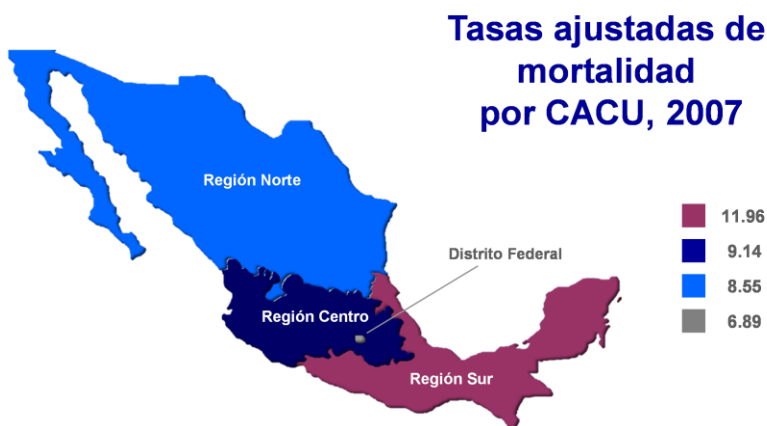 Tasas ajustadas de
mortalidad
por CACU, 2007
Región Norte
11.96
9.14
Distrito Federal
8.55
Región Centro
6.89
Región Sur